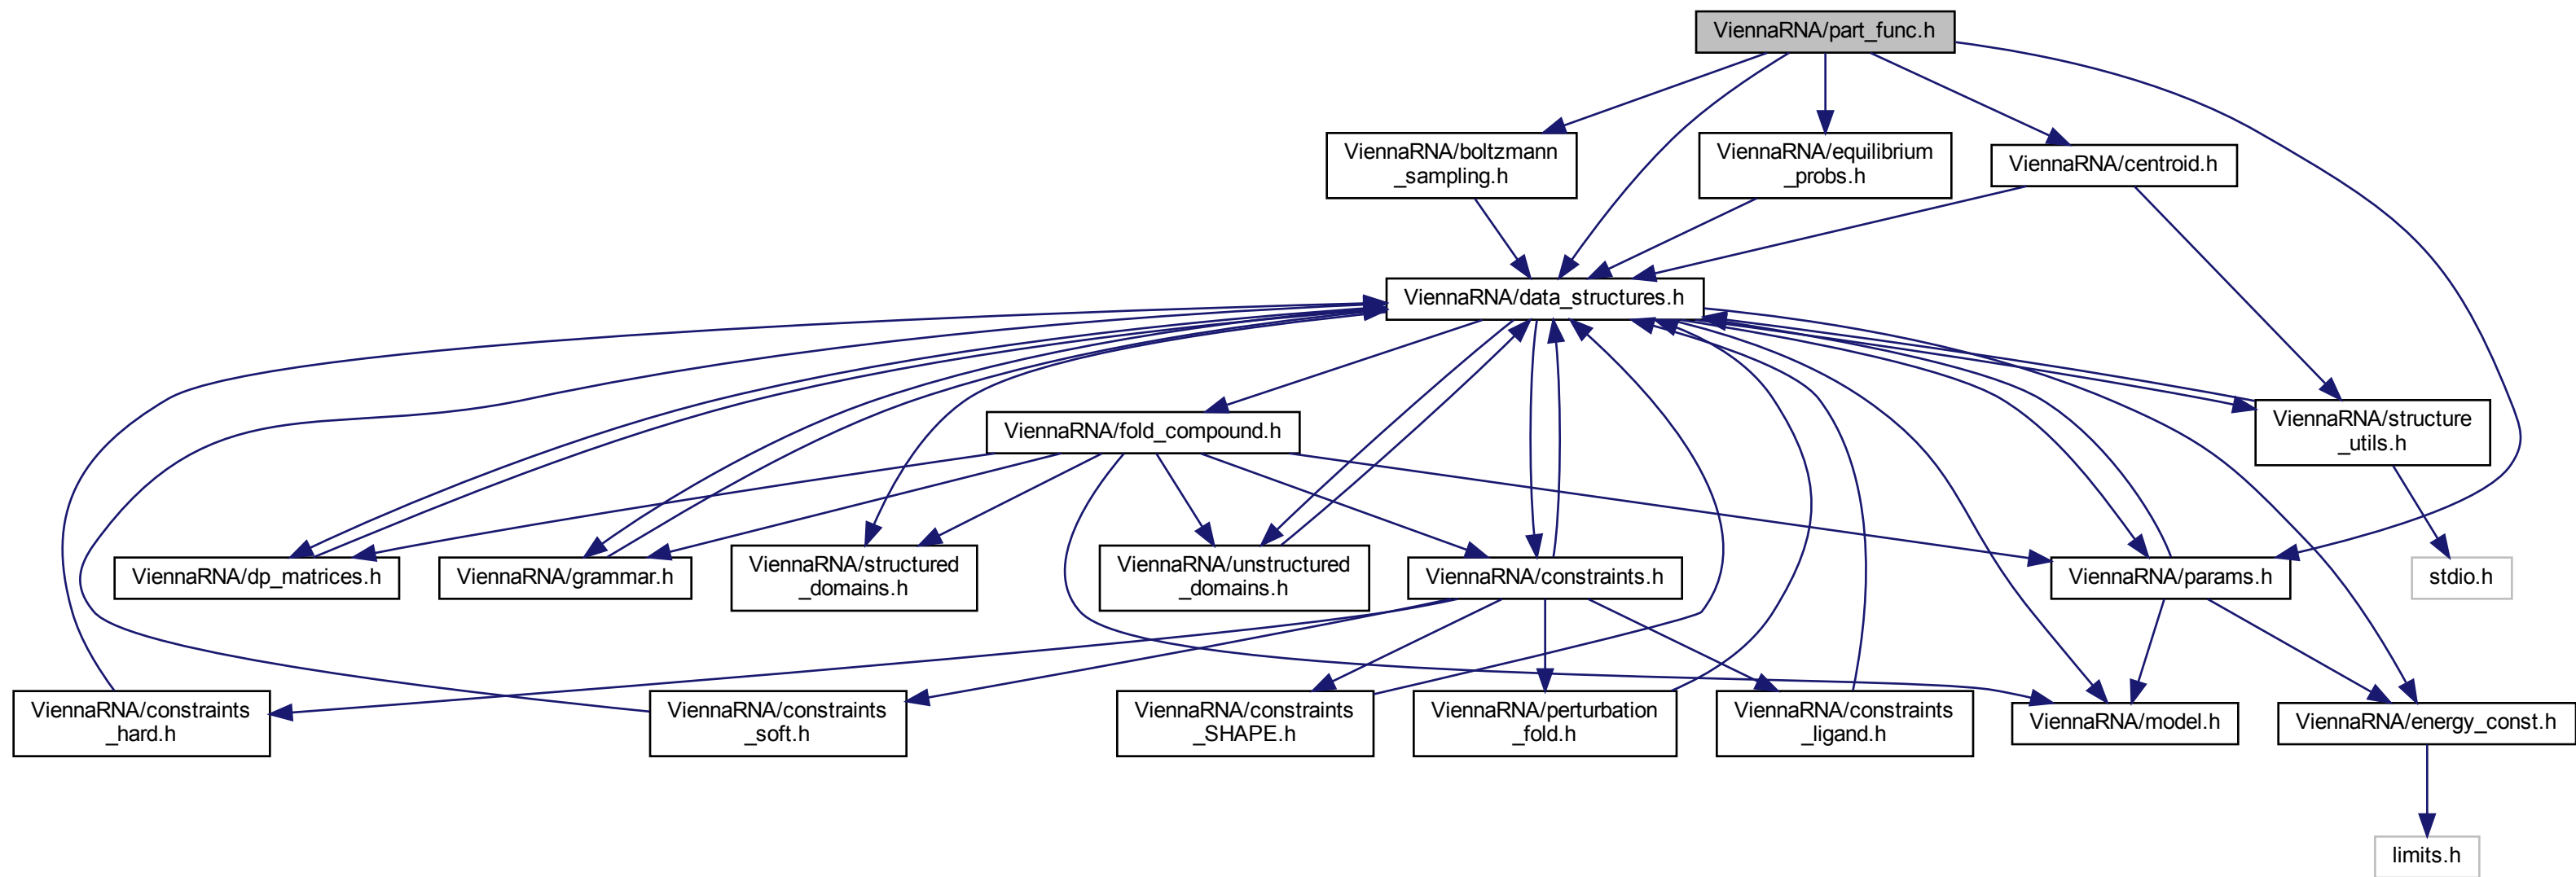 ViennaRNA/part_func.h
ViennaRNA/boltzmann
_sampling.h
ViennaRNA/equilibrium
_probs.h
ViennaRNA/centroid.h
ViennaRNA/data_structures.h
ViennaRNA/fold_compound.h
ViennaRNA/structure
_utils.h
ViennaRNA/dp_matrices.h
ViennaRNA/grammar.h
ViennaRNA/structured
_domains.h
ViennaRNA/unstructured
_domains.h
ViennaRNA/constraints.h
ViennaRNA/params.h
stdio.h
ViennaRNA/constraints
_hard.h
ViennaRNA/constraints
_soft.h
ViennaRNA/constraints
_SHAPE.h
ViennaRNA/perturbation
_fold.h
ViennaRNA/constraints
_ligand.h
ViennaRNA/model.h
ViennaRNA/energy_const.h
limits.h